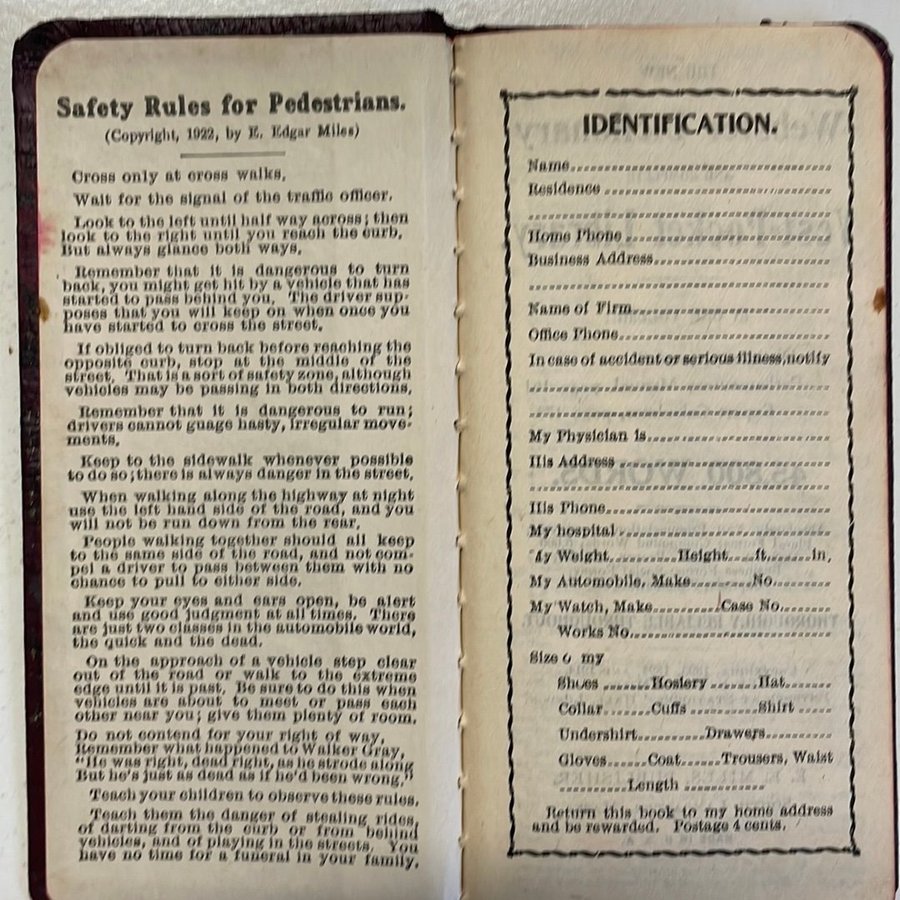 Safety Rules for Pedestrians.
(Copyright, 1922, by E. Edgar Miles)
Cross only at cross walks.
Wait for the signal of the traffic officer.
Look to the left until half way across; then
look to the right until you reach the curb.
But always glance both ways.
Remember that it is dangerous to turn
back, you might get hit by a vehicle that has
started to pass behind you. The driver sup-
poses that you will keep on when once you
have started to cross the street.
If obliged to turn back before reaching the
opposite curb, stop at the middle of the
street. That is a sort of safety zone, although
vehicles may be passing in both directions.
Remember that it is dangerous to run;
drivers cannot guage hasty, irregular move-
ments.
Keep to the sidewalk whenever possible
to do so; there is always danger in the street.
When walking along the highway at night
use the left hand side of the road, and you
will not be run down from the rear.
People walking together should all keep
to the same side of the road, and not com-
pel a driver to pass between them with no
chance to pull to either side.
Keep your eyes and ears open, be alert
and use good judgment at all times. There
are just two classes in the automobile world,
the quick and the dead.
On the approach of a vehicle step clear
out of the road or walk to the extreme
edge until it is past. Be sure to do this when
vehicles are about to meet or pass each
other near you; give them plenty of room.
Do not contend for your right of way.
Remember what happened to Walker Gray,
"He was right, dead right, as he strode along
But he's just as dead as if he'd been wrong."
Teach your children to observe these rules.
Teach them the danger of stealing rides,
of darting from the curb or from behind
vehicles, and of playing in the streets. You
have no time for a funeral in your family.
IDENTIFICATION.
Name
Residence
Home Phone
Business Address
Name of Firm
Office Phone
In case of accident or serious illness, notify
My Physician is
His Address
His Phone
My hospital
My Weight Height ft. in.
My Automobile, Make No.
My Watch, Make Case No.
Works No.
Size of my
Shoes Hosiery Hat
Collar Cuffs Shirt
Undershirt Drawers
Gloves Coat Trousers, Waist
Length
Return this book to my home address
and be rewarded. Postage 4 cents.